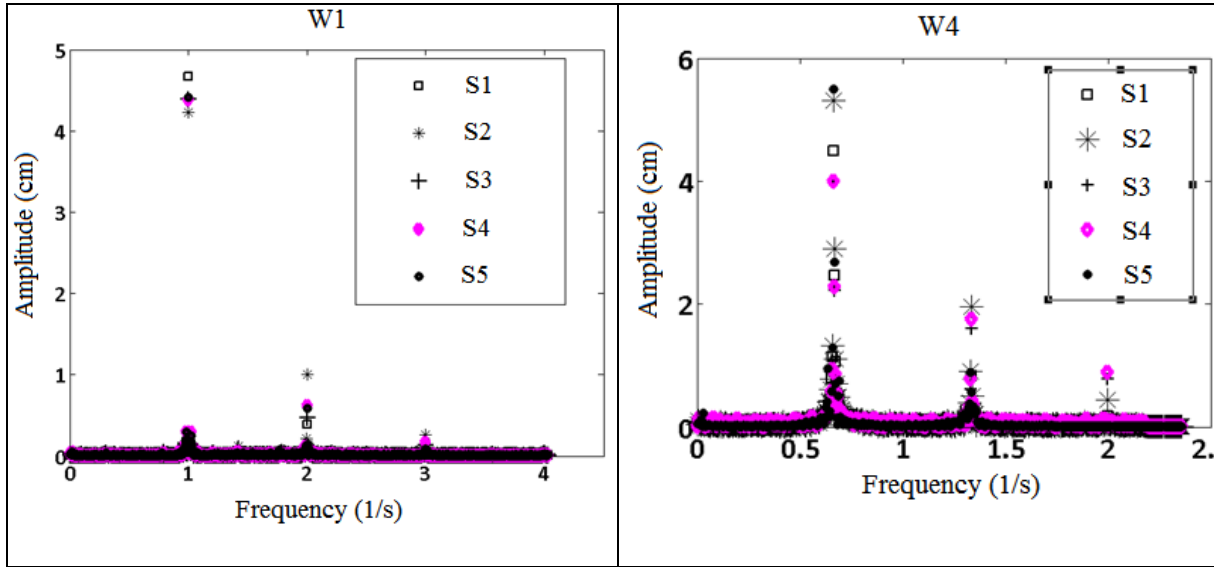 W1
5
4
3
2
1
0
0 1 2 3 4
Amplitude (cm)
Frequency (1/s)
S1
S2
S3
S4
S5
W4
6
4
2
0
0 0.5 1 1.5 2 2.
Amplitude (cm)
Frequency (1/s)
S1
S2
S3
S4
S5